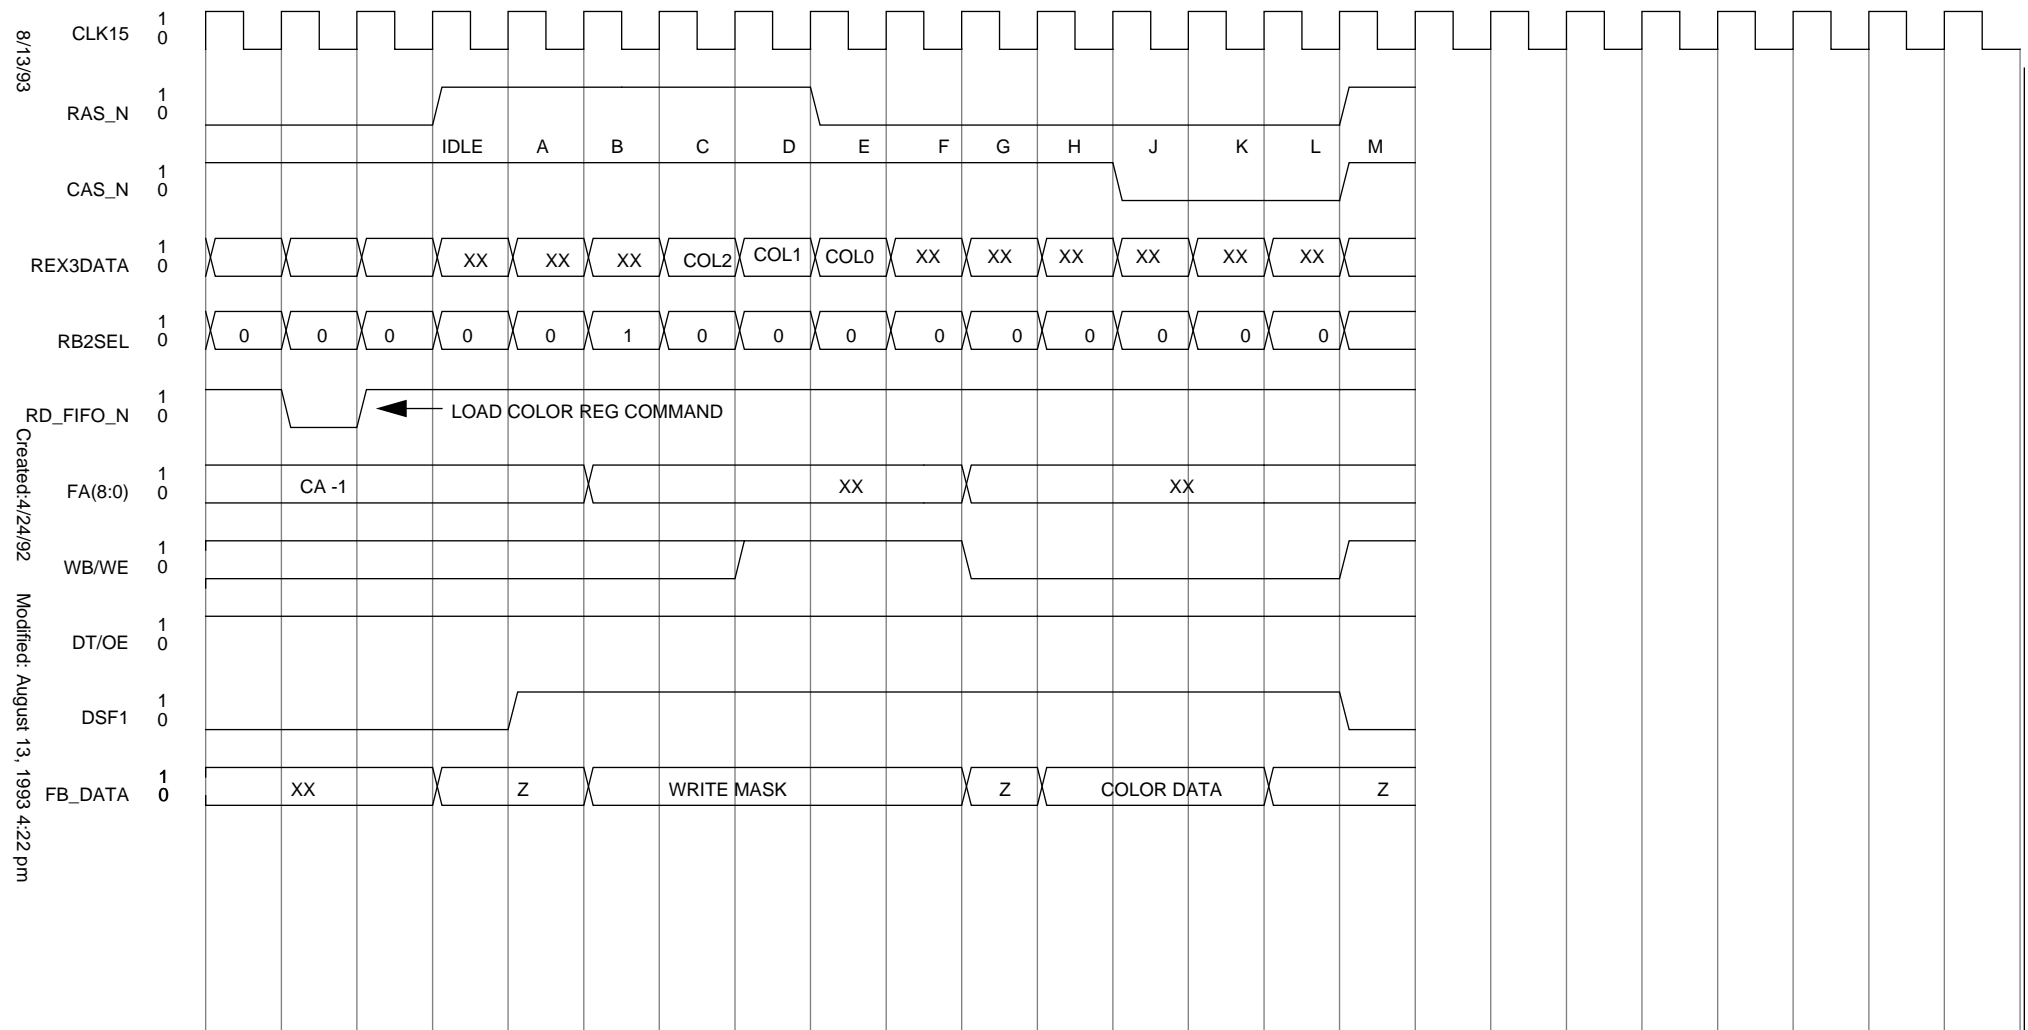 CLK15 1 0
8/13/93
RAS_N 1 0
IDLE A B C D E F G H J K L M
CAS_N 1 0
REX3DATA 1 0 XX XX XX COL2 COL1 COL0 XX XX XX XX XX XX
RB2SEL 1 0 0 0 0 0 0 1 0 0 0 0 0 0 0 0 0
RD_FIFO_N 1 0 LOAD COLOR REG COMMAND
FA(8:0) 1 0 CA -1 XX XX
WB/WE 1 0
DT/OE 1 0
DSF1 1 0
FB_DATA 1 0 XX Z WRITE MASK Z COLOR DATA Z
Created:4/24/92 Modified: August 13, 1993 4:22 pm